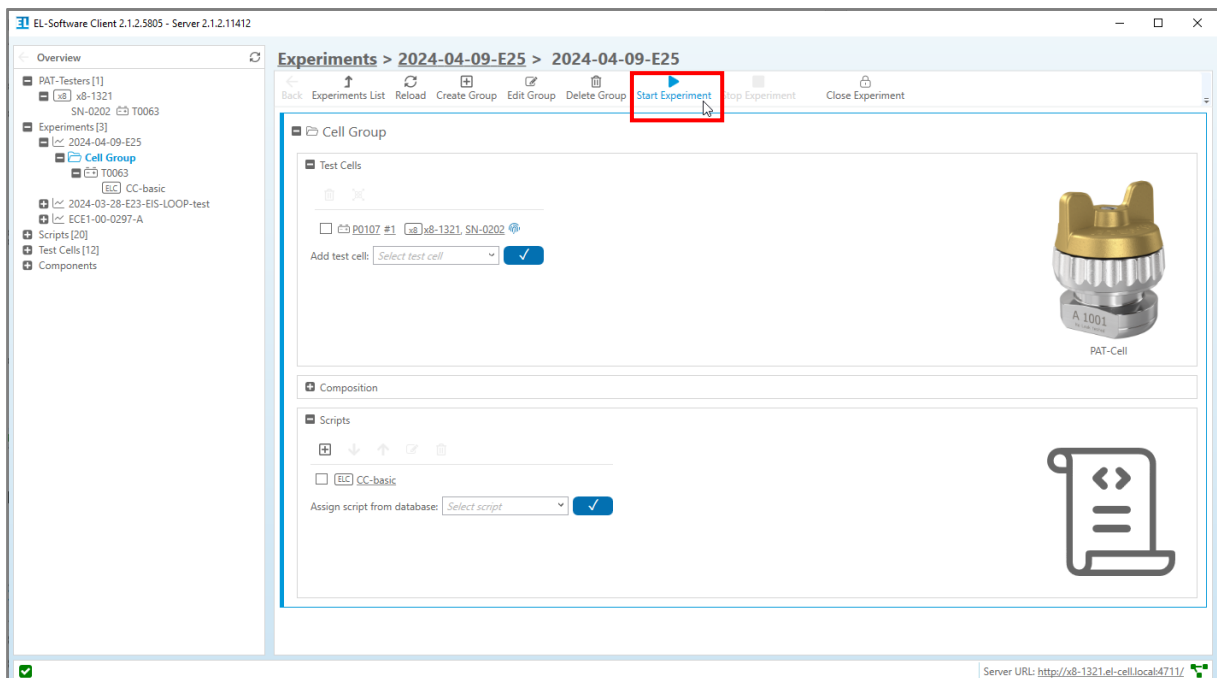 EL-Software Client 2.1.2.5805 - Server 2.1.2.11412
Overview
PAT-Testers [1]
x8 x8-1321
SN-0202 T0063
Experiments [3]
2024-04-09-E25
Cell Group
T0063
ELC CC-basic
2024-03-28-E23-EIS-LOOP-test
ECE1-00-0297-A
Scripts [20]
Test Cells [12]
Components
Experiments > 2024-04-09-E25 > 2024-04-09-E25
Back Experiments List Reload Create Group Edit Group Delete Group Start Experiment Stop Experiment Close Experiment
Cell Group
Test Cells
P0107 #1 x8 x8-1321, SN-0202
Add test cell: Select test cell
A 1001
PAT-Cell
Composition
Scripts
ELC CC-basic
Assign script from database: Select script
Server URL: http://x8-1321.el-cell.local:4711/